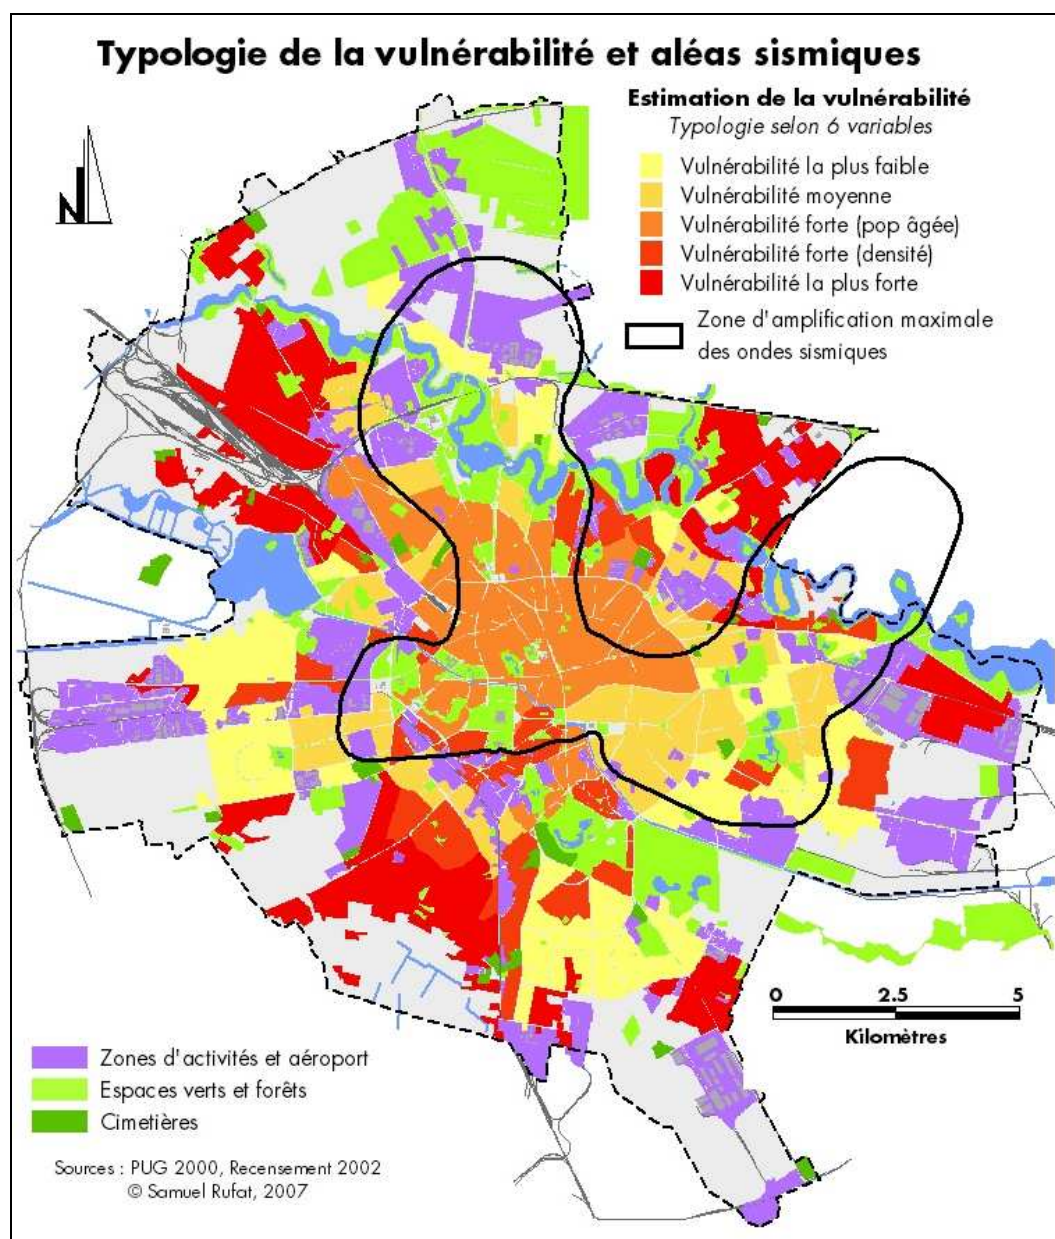 Typologie de la vulnérabilité et aléas sismiques
Estimation de la vulnérabilité
Typologie selon 6 variables
Vulnérabilité la plus faible
Vulnérabilité moyenne
Vulnérabilité forte (pop âgée)
Vulnérabilité forte (densité)
Vulnérabilité la plus forte
Zone d'amplification maximale
des ondes sismiques
N
0 2.5 5
Kilomètres
Zones d'activités et aéroport
Espaces verts et forêts
Cimetières
Sources : PUG 2000, Recensement 2002
© Samuel Rufat, 2007